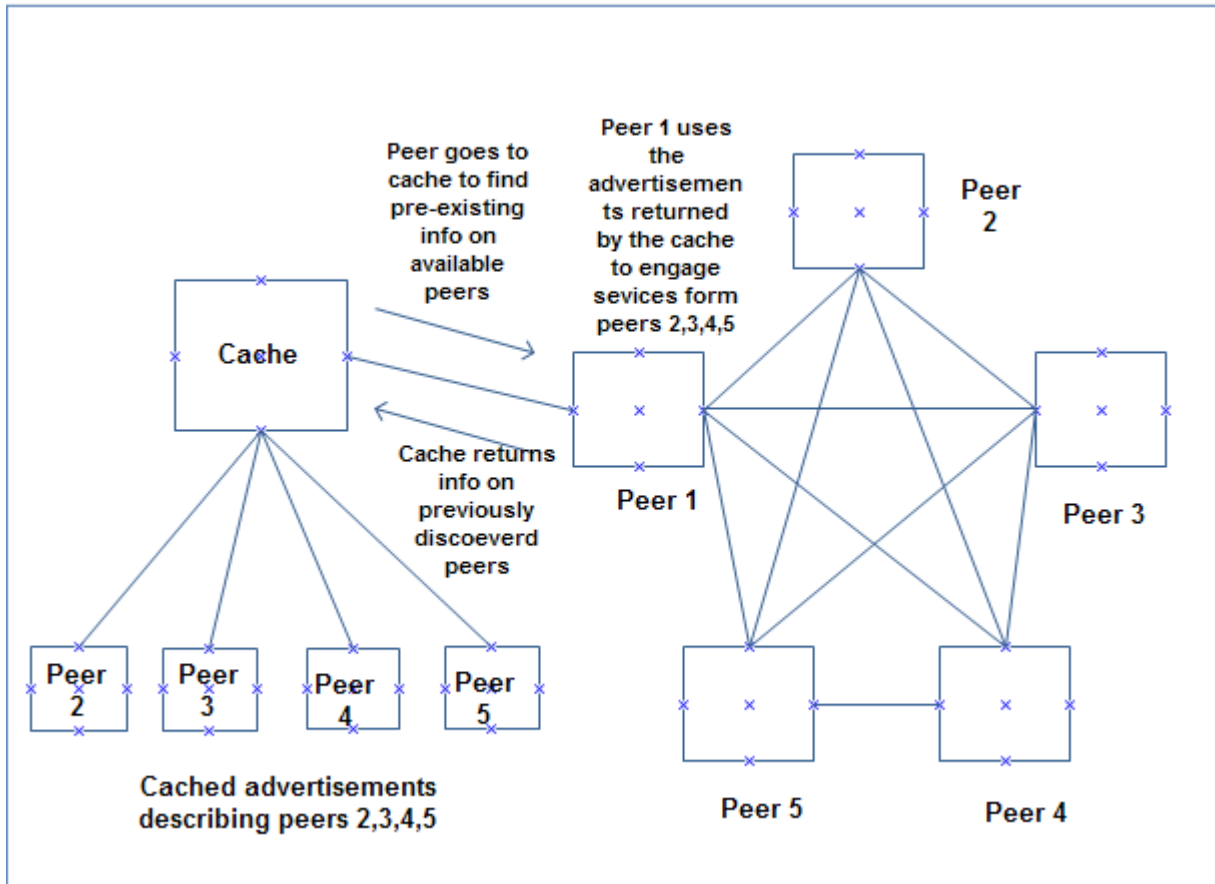 Peer goes to
cache to find
pre-existing
info on
available
peers
Peer 1 uses
the
advertisemen
ts returned
by the cache
to engage
sevices form
peers 2,3,4,5
Peer
2
Cache
Peer 1
Peer 3
Cache returns
info on
previously
discoeverd
peers
Peer
2
Peer
3
Peer
4
Peer
5
Cached advertisements
describing peers 2,3,4,5
Peer 5
Peer 4